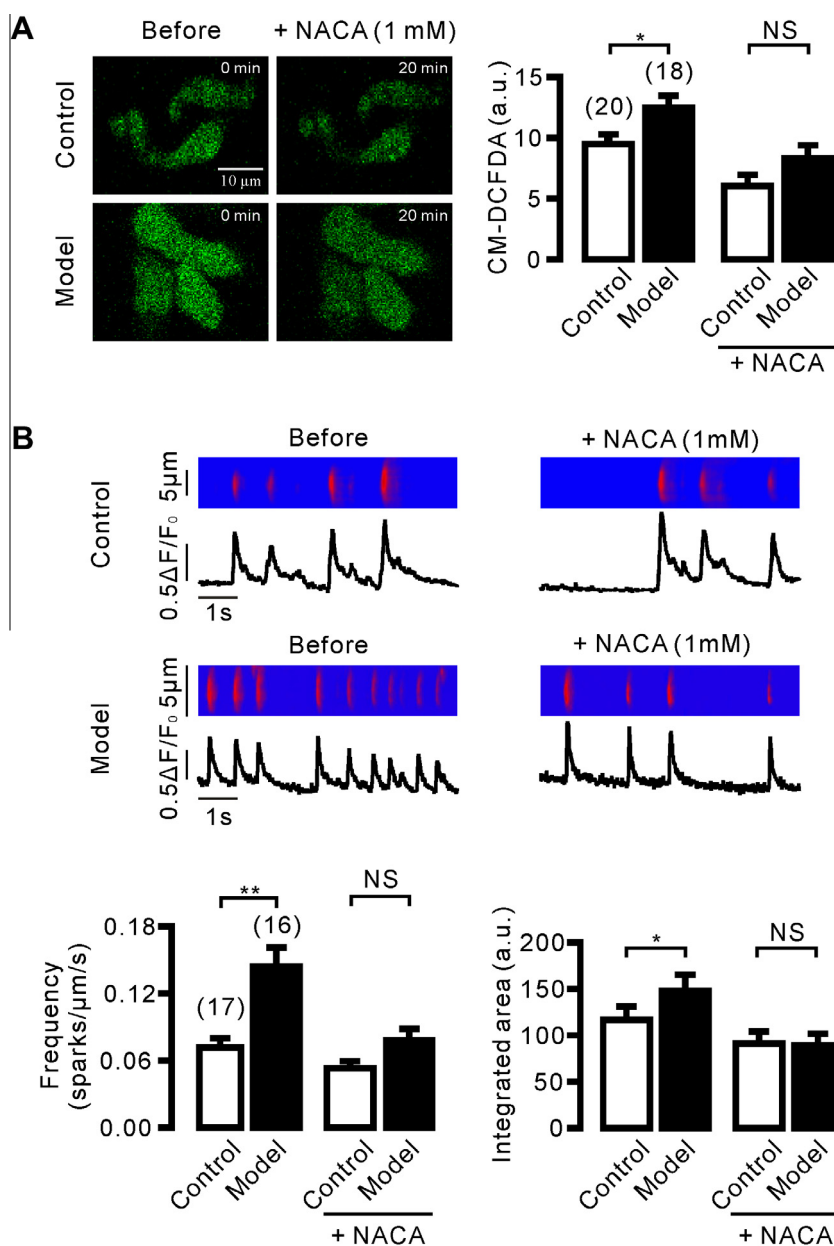 A
Before
+ NACA (1 mM)
Control
0 min
20 min
10 µm
Model
0 min
20 min
CM-DCFDA (a.u.)
15
10
5
0
*
NS
(20)
(18)
Control
Model
Control
Model
+ NACA
B
Before
+ NACA (1mM)
Control
5µm
0.5ΔF/F₀
1s
Before
+ NACA (1mM)
Model
5µm
0.5ΔF/F₀
1s
Frequency
(sparks/µm/s)
0.18
0.12
0.06
0.00
**
NS
(17)
(16)
Control
Model
Control
Model
+ NACA
Integrated area (a.u.)
200
150
100
50
0
*
NS
Control
Model
Control
Model
+ NACA